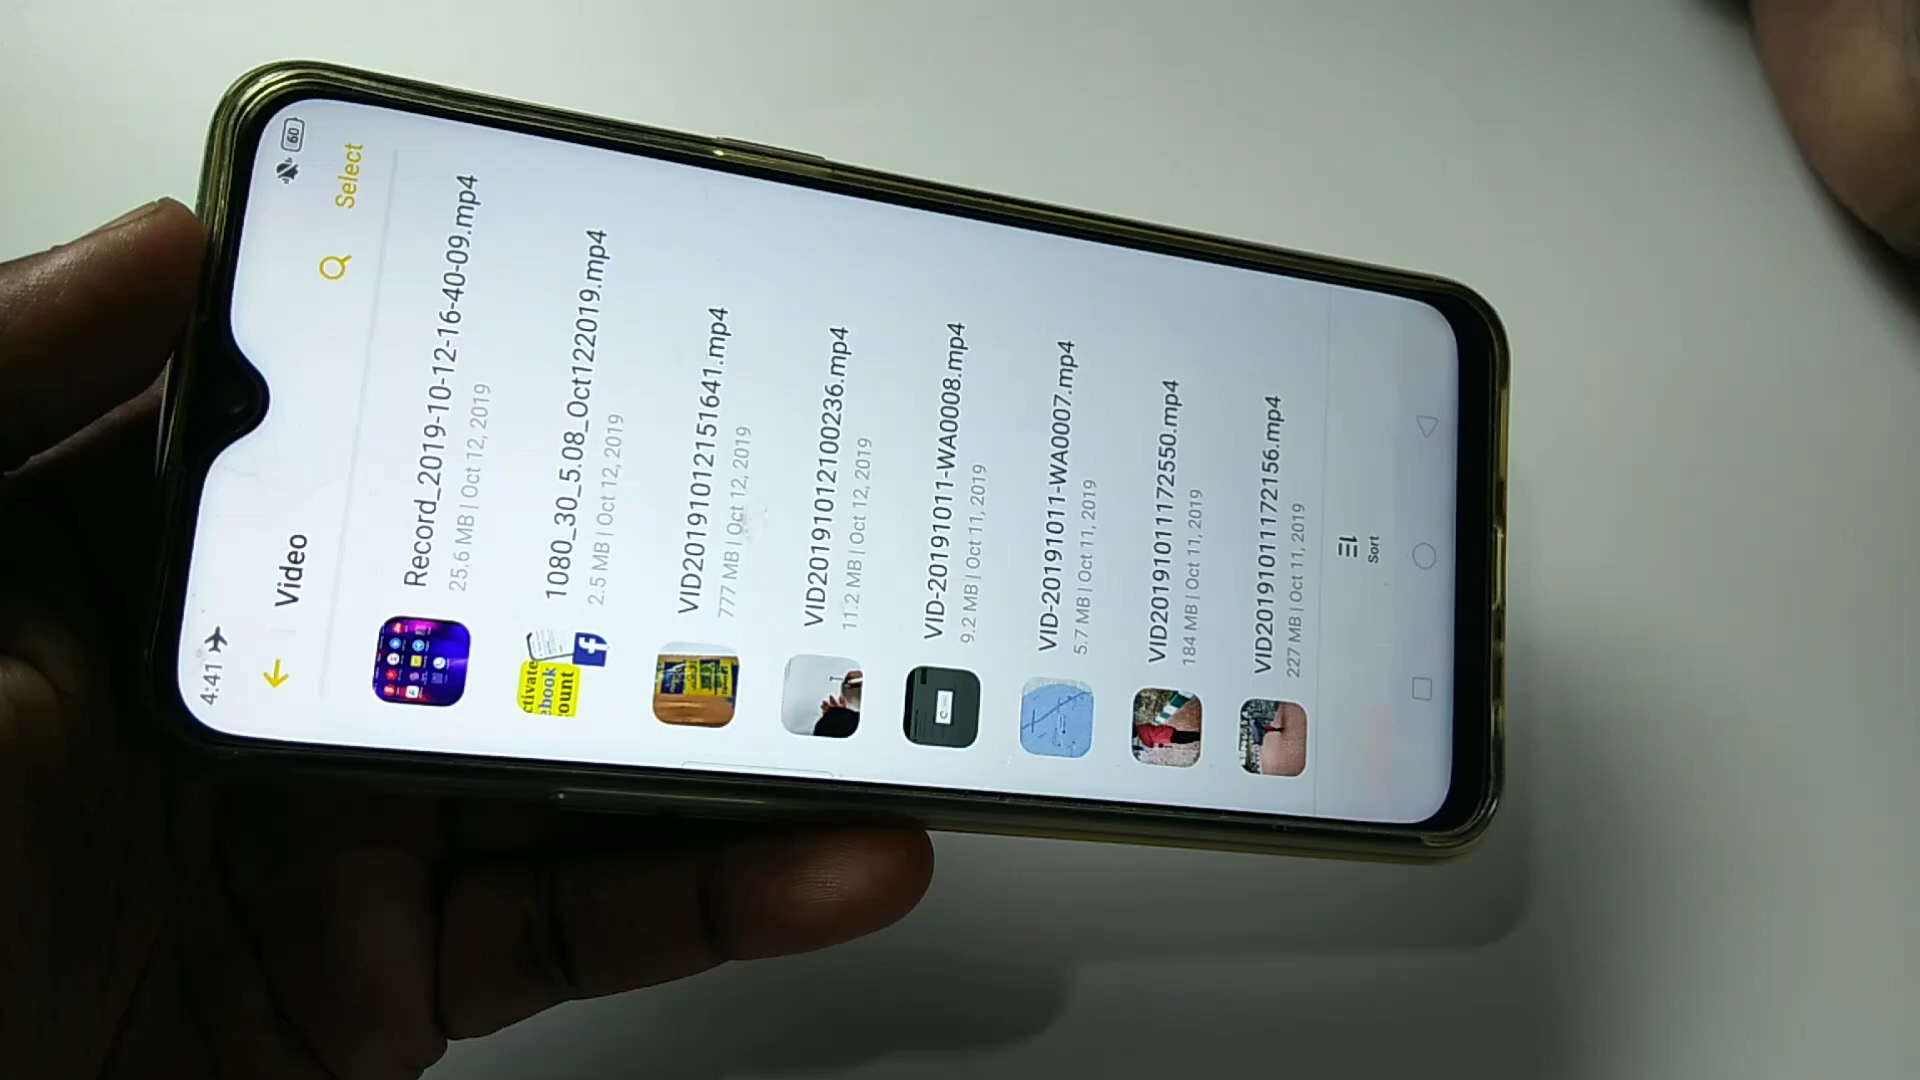 4:41
60
Video
Select
Record_2019-10-12-16-40-09.mp4
25.6 MB | Oct 12, 2019
ctivate
ebook
ount
f
1080_30_5.08_Oct122019.mp4
2.5 MB | Oct 12, 2019
VID20191012151641.mp4
777 MB | Oct 12, 2019
VID20191012100236.mp4
11.2 MB | Oct 12, 2019
VID-20191011-WA0008.mp4
9.2 MB | Oct 11, 2019
VID-20191011-WA0007.mp4
5.7 MB | Oct 11, 2019
VID20191011172550.mp4
184 MB | Oct 11, 2019
VID20191011172156.mp4
227 MB | Oct 11, 2019
Sort